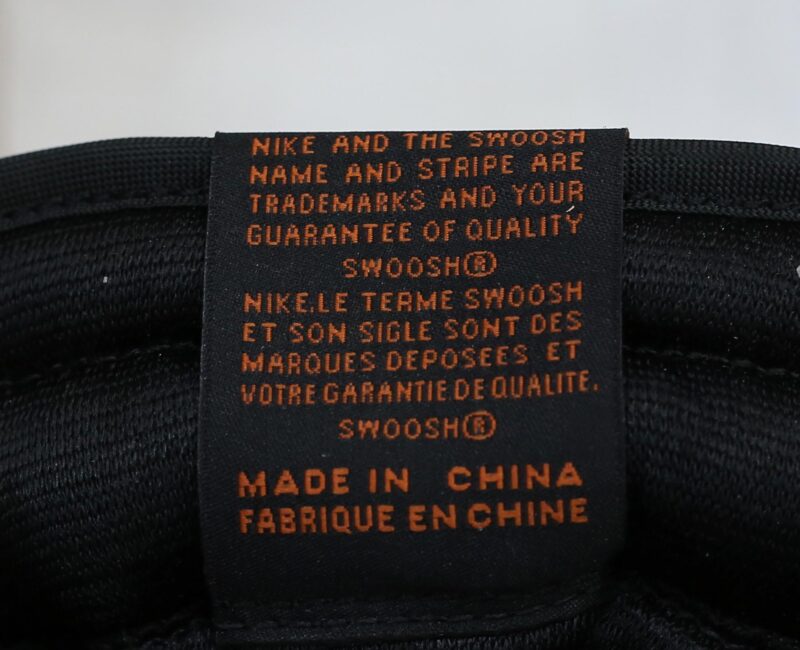 NIKE AND THE SWOOSH
NAME AND STRIPE ARE
TRADEMARKS AND YOUR
GUARANTEE OF QUALITY
SWOOSH®
NIKE.LE TERME SWOOSH
ET SON SIGLE SONT DES
MARQUES DEPOSEES ET
VOTRE GARANTIE DE QUALITE.
SWOOSH®
MADE IN CHINA
FABRIQUE EN CHINE